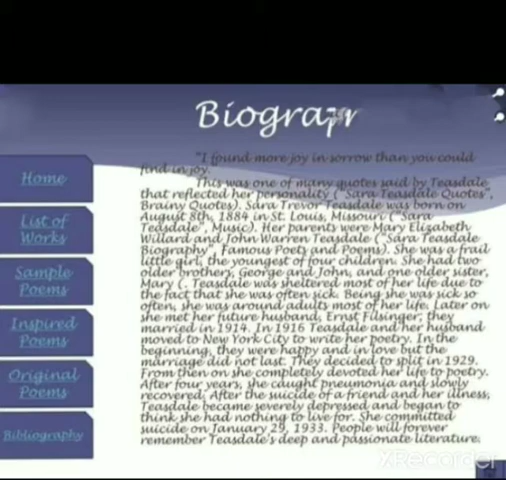 Biograp
Home
List of
Works
Sample
Poems
Inspired
Poems
Original
Poems
Bibliography
"I found more joy in sorrow than you could
find in joy.
This was one of many quotes said by Teasdale
that reflected her personality ("Sara Teasdale Quotes",
Brainy Quotes). Sara Trevor Teasdale was born on
August 8th, 1884 in St. Louis, Missouri ("Sara
Teasdale", Music). Her parents were Mary Elizabeth
Willard and John Warren Teasdale ("Sara Teasdale
Biography", Famous Poets and Poems). She was a frail
little girl, the youngest of four children. She had two
older brothers, George and John, and one older sister,
Mary (. Teasdale was sheltered most of her life due to
the fact that she was often sick. Being she was sick so
often, she was around adults most of her life. Later on
she met her future husband, Ernst Filsinger; they
married in 1914. In 1916 Teasdale and her husband
moved to New York City to write her poetry. In the
beginning, they were happy and in love but the
marriage did not last. They decided to split in 1929.
From then on she completely devoted her life to poetry.
After four years, she caught pneumonia and slowly
recovered. After the suicide of a friend and her illness,
Teasdale became severely depressed and began to
think she had nothing to live for. She committed
suicide on January 29, 1933. People will forever
remember Teasdale's deep and passionate literature.
XRecorder